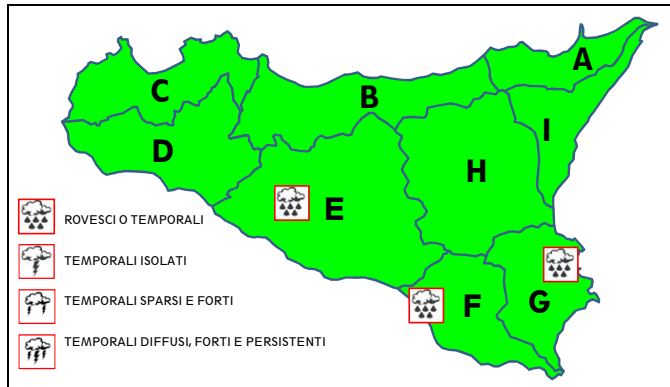 A
C
B
I
D
H
E
ROVESCI O TEMPORALI
TEMPORALI ISOLATI
F
G
TEMPORALI SPARSI E FORTI
TEMPORALI DIFFUSI, FORTI E PERSISTENTI